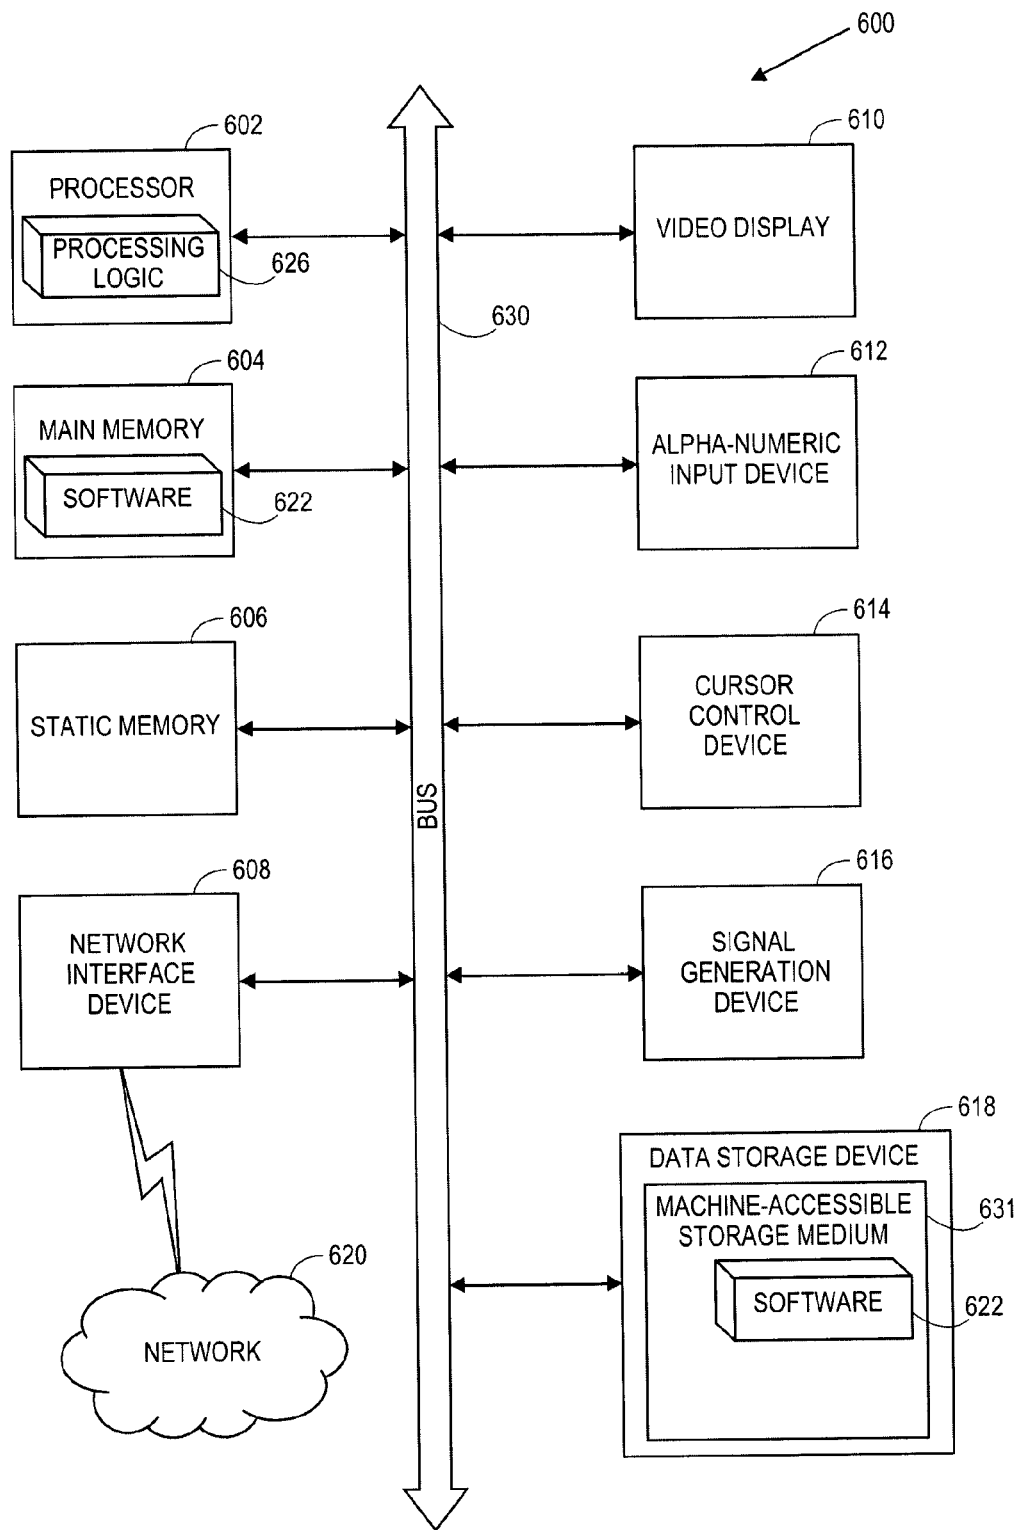 600
602
PROCESSOR
PROCESSING
LOGIC
626
604
MAIN MEMORY
SOFTWARE
622
606
STATIC MEMORY
608
NETWORK
INTERFACE
DEVICE
620
NETWORK
630
BUS
610
VIDEO DISPLAY
612
ALPHA-NUMERIC
INPUT DEVICE
614
CURSOR
CONTROL
DEVICE
616
SIGNAL
GENERATION
DEVICE
618
DATA STORAGE DEVICE
MACHINE-ACCESSIBLE
STORAGE MEDIUM
631
SOFTWARE
622